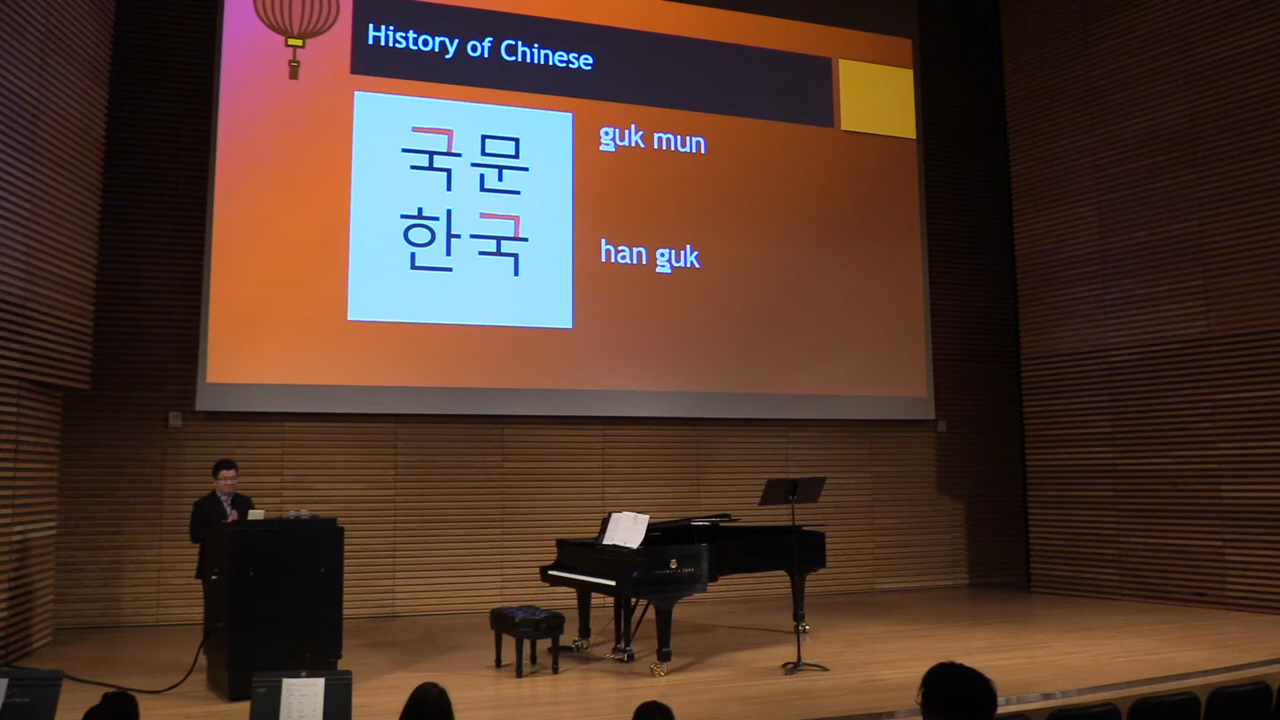 History of Chinese
국문
guk mun
한국
han guk